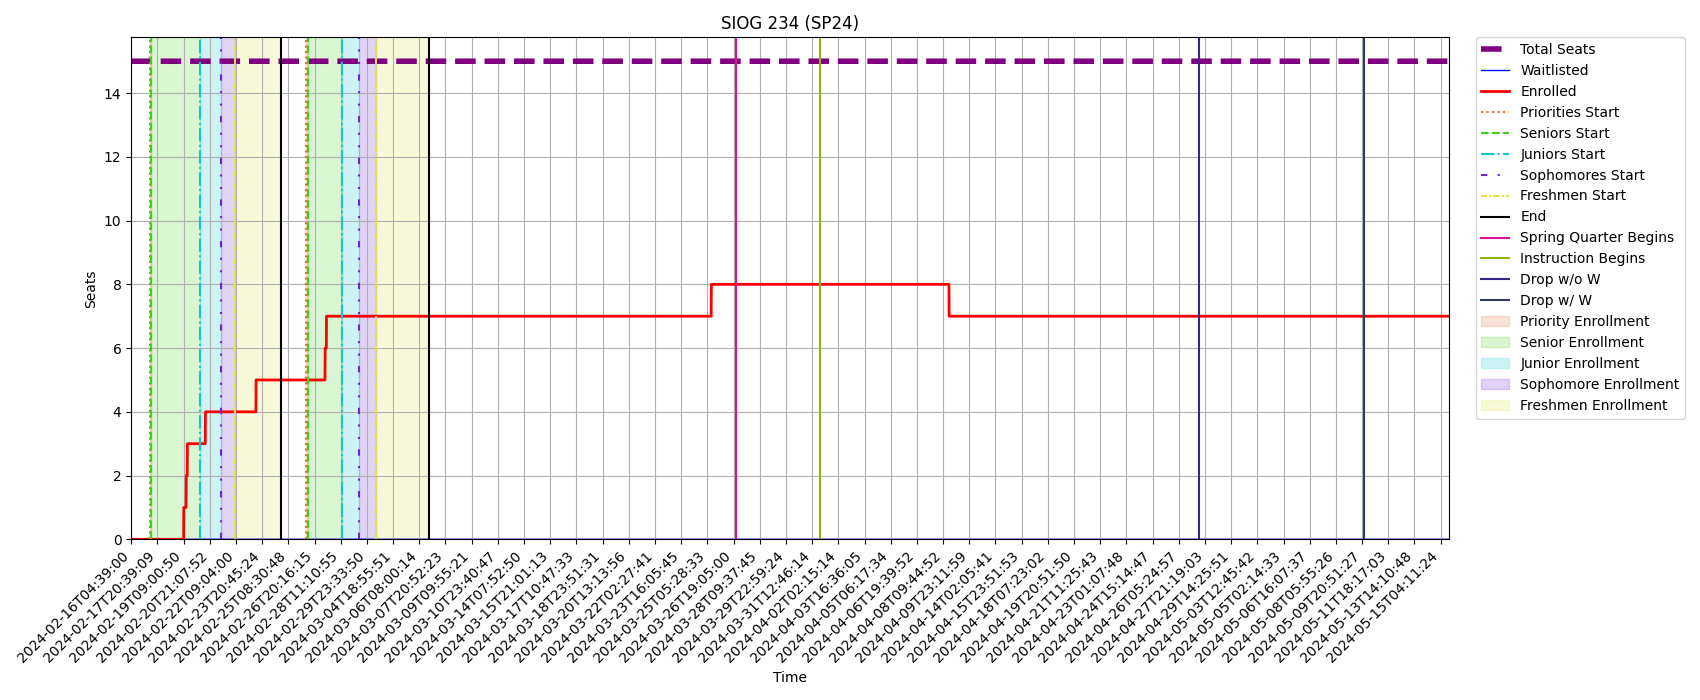 SIOG 234 (SP24)
Seats
0
2
4
6
8
10
12
14
2024-02-16T04:39:00
2024-02-17T20:39:09
2024-02-19T09:00:50
2024-02-20T21:07:52
2024-02-22T09:04:00
2024-02-23T20:45:24
2024-02-25T08:30:48
2024-02-26T20:16:15
2024-02-28T11:10:55
2024-02-29T23:33:50
2024-03-04T18:55:51
2024-03-06T08:00:14
2024-03-07T20:52:23
2024-03-09T09:55:21
2024-03-10T23:40:47
2024-03-14T07:52:50
2024-03-15T21:01:13
2024-03-17T10:47:33
2024-03-18T23:51:31
2024-03-20T13:13:56
2024-03-22T02:27:41
2024-03-23T16:05:45
2024-03-25T05:28:33
2024-03-26T19:05:00
2024-03-28T09:37:45
2024-03-29T22:59:24
2024-03-31T12:46:14
2024-04-02T02:15:14
2024-04-03T16:36:05
2024-04-05T06:17:34
2024-04-06T19:39:52
2024-04-08T09:44:52
2024-04-09T23:11:59
2024-04-14T02:05:41
2024-04-15T23:51:53
2024-04-18T07:23:02
2024-04-19T20:51:50
2024-04-21T11:25:43
2024-04-23T01:07:48
2024-04-24T15:14:47
2024-04-26T05:24:57
2024-04-27T21:19:03
2024-04-29T14:25:51
2024-05-03T12:45:42
2024-05-05T02:14:33
2024-05-06T16:07:37
2024-05-08T05:55:26
2024-05-09T20:51:27
2024-05-11T18:17:03
2024-05-13T14:10:48
2024-05-15T04:11:24
Time
Total Seats
Waitlisted
Enrolled
Priorities Start
Seniors Start
Juniors Start
Sophomores Start
Freshmen Start
End
Spring Quarter Begins
Instruction Begins
Drop w/o W
Drop w/ W
Priority Enrollment
Senior Enrollment
Junior Enrollment
Sophomore Enrollment
Freshmen Enrollment